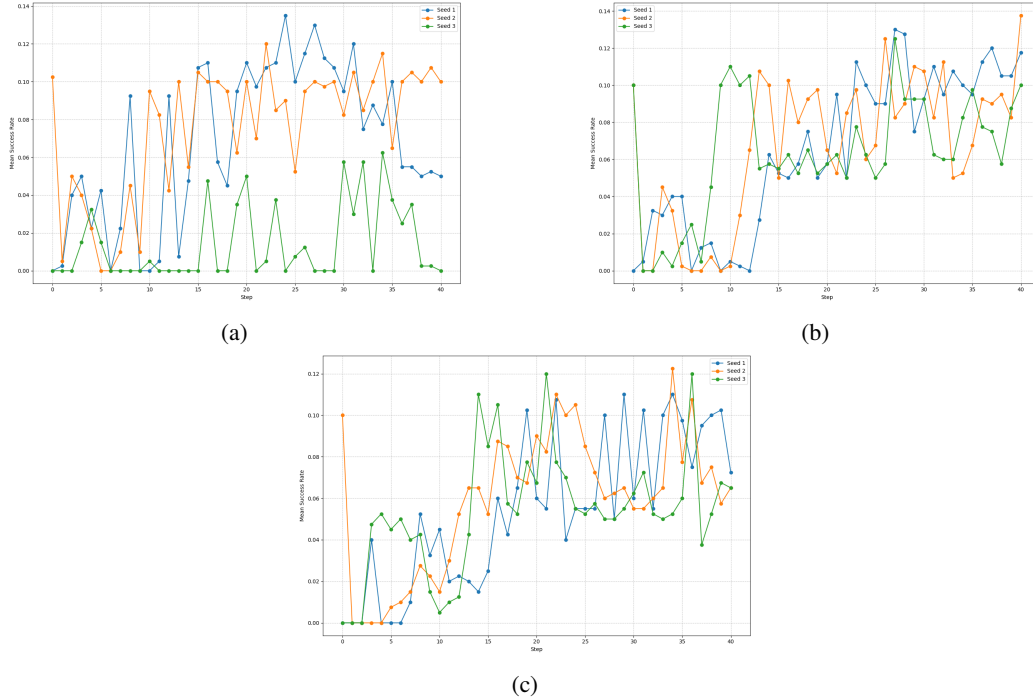 0.14
0.12
0.10
0.08
0.06
0.04
0.02
0.00
Mean Success Rate
0 5 10 15 20 25 30 35 40
Step
Seed 1
Seed 2
Seed 3
(a)
0.14
0.12
0.10
0.08
0.06
0.04
0.02
0.00
Mean Success Rate
0 5 10 15 20 25 30 35 40
Step
Seed 1
Seed 2
Seed 3
(b)
0.12
0.10
0.08
0.06
0.04
0.02
0.00
Mean Success Rate
0 5 10 15 20 25 30 35 40
Step
Seed 1
Seed 2
Seed 3
(c)